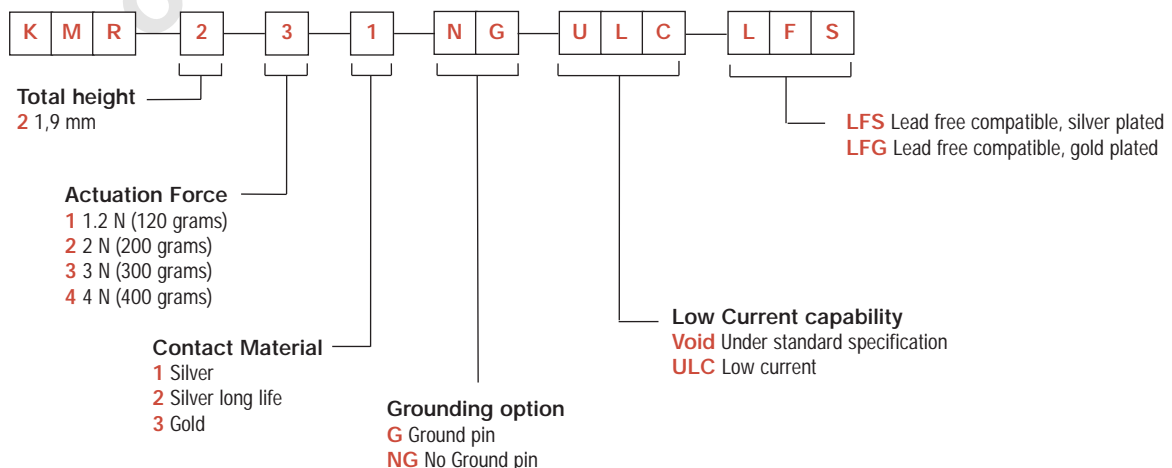 K M R 2 3 1 N G U L C L F S
Total height
2 1,9 mm
LFS Lead free compatible, silver plated
LFG Lead free compatible, gold plated
Actuation Force
1 1.2 N (120 grams)
2 2 N (200 grams)
3 3 N (300 grams)
4 4 N (400 grams)
Low Current capability
Void Under standard specification
ULC Low current
Contact Material
1 Silver
2 Silver long life
3 Gold
Grounding option
G Ground pin
NG No Ground pin